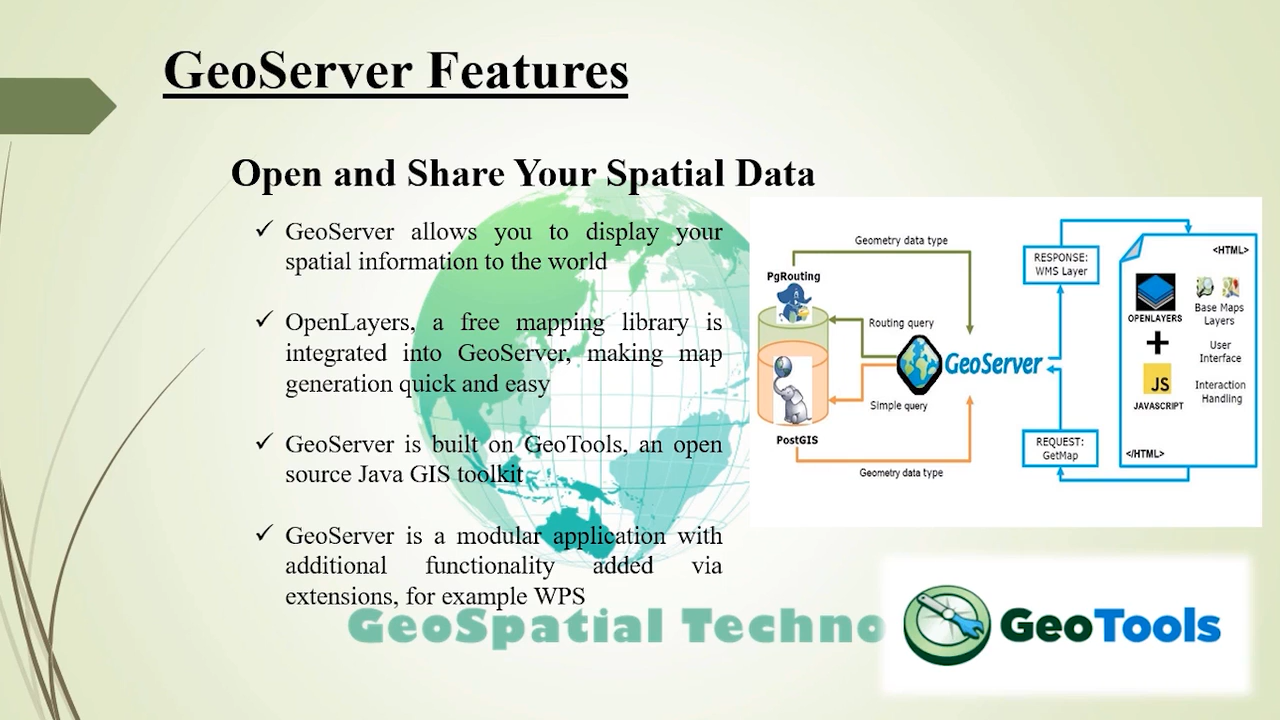 GeoServer Features
Open and Share Your Spatial Data
✓ GeoServer allows you to display your
spatial information to the world
✓ OpenLayers, a free mapping library is
integrated into GeoServer, making map
generation quick and easy
✓ GeoServer is built on GeoTools, an open
source Java GIS toolkit
✓ GeoServer is a modular application with
additional functionality added via
extensions, for example WPS
GeoSpatial Techno
Geometry data type
PgRouting
Routing query
GeoServer
Simple query
PostGIS
Geometry data type
RESPONSE:
WMS Layer
REQUEST:
GetMap
<HTML>
OPENLAYERS
+
JS
JAVASCRIPT
Base Maps
Layers
User
Interface
Interaction
Handling
</HTML>
GeoTools